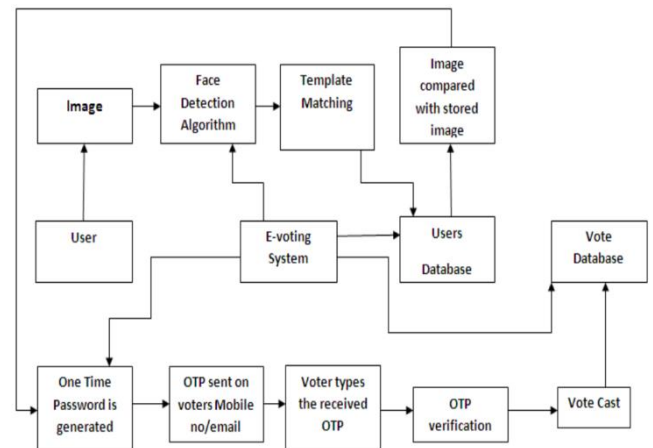 Image
Face
Detection
Algorithm
Template
Matching
Image
compared
with stored
image
User
E-voting
System
Users
Database
Vote
Database
One Time
Password is
generated
OTP sent on
voters Mobile
no/email
Voter types
the received
OTP
OTP
verification
Vote Cast